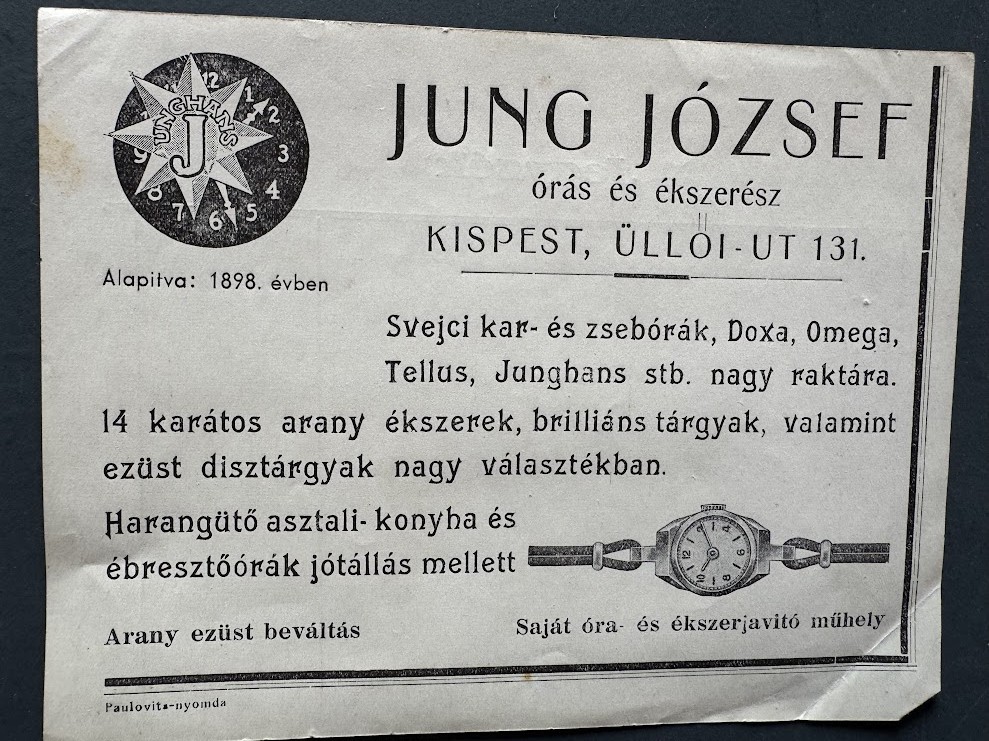 JUNGHANS
J
12
1
2
3
4
5
6
7
8
9
JUNG JÓZSEF
órás és ékszerész
KISPEST, ÜLLŐI-UT 131.
Alapitva: 1898. évben
Svejci kar- és zsebórák, Doxa, Omega,
Tellus, Junghans stb. nagy raktára.
14 karátos arany ékszerek, brilliáns tárgyak, valamint
ezüst disztárgyak nagy választékban.
Harangütő asztali- konyha és
ébresztőórák jótállás mellett
Arany ezüst beváltás
Saját óra- és ékszerjavitó műhely
Paulovits-nyomda